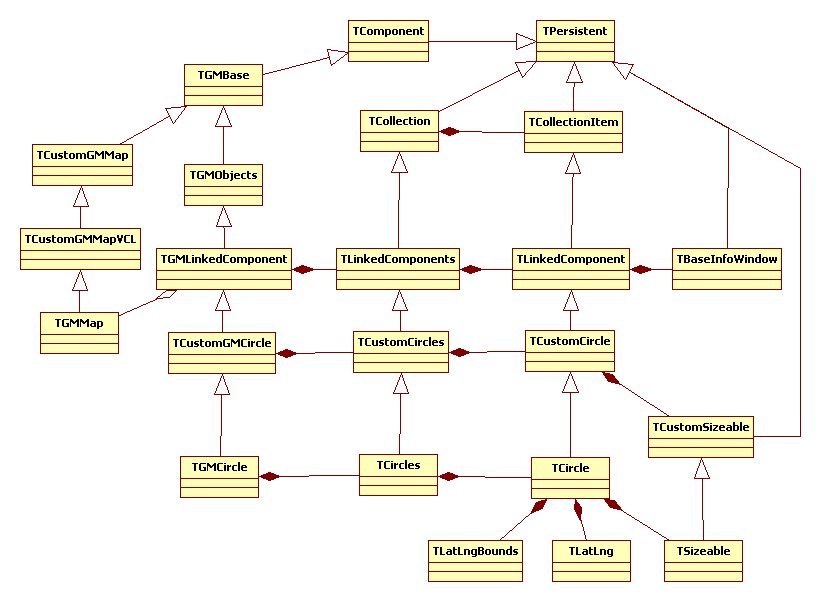 TComponent
TPersistent
TGMBase
TCollection
TCollectionItem
TCustomGMMap
TGMObjects
TCustomGMMapVCL
TGMLinkedComponent
TLinkedComponents
TLinkedComponent
TBaseInfoWindow
TGMMap
TCustomGMCircle
TCustomCircles
TCustomCircle
TCustomSizeable
TGMCircle
TCircles
TCircle
TLatLngBounds
TLatLng
TSizeable